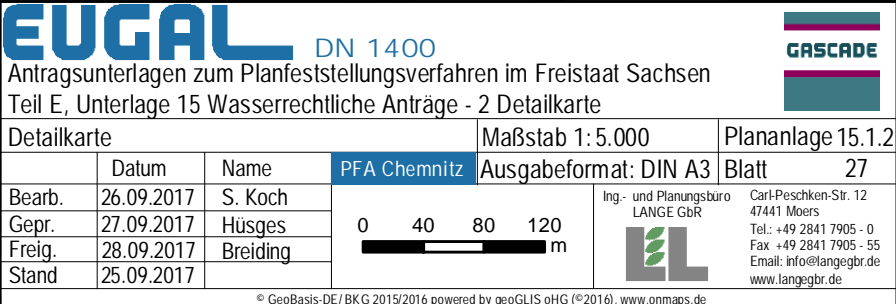 EUGAL DN 1400
GASCADE
Antragsunterlagen zum Planfeststellungsverfahren im Freistaat Sachsen
Teil E, Unterlage 15 Wasserrechtliche Anträge - 2 Detailkarte
Detailkarte Maßstab 1: 5.000 Plananlage 15.1.2
Datum Name PFA Chemnitz Ausgabeformat: DIN A3 Blatt 27
Bearb. 26.09.2017 S. Koch
Gepr. 27.09.2017 Hüsges
Freig. 28.09.2017 Breiding
Stand 25.09.2017
0 40 80 120
m
Ing.- und Planungsbüro
LANGE GbR
LL
Carl-Peschken-Str. 12
47441 Moers
Tel.: +49 2841 7905 - 0
Fax +49 2841 7905 - 55
Email: info@langegbr.de
www.langegbr.de
© GeoBasis-DE/ BKG 2015/2016 powered by geoGLIS oHG (©2016), www.onmaps.de